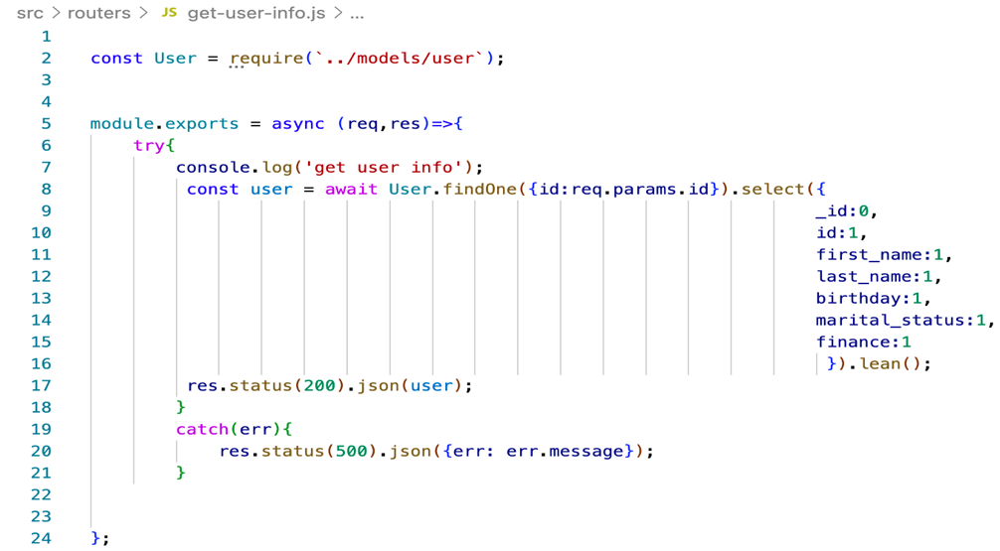 src > routers > JS get-user-info.js > ...
1
2 const User = require(`../models/user`);
3
4
5 module.exports = async (req,res)=>{
6 try{
7 console.log('get user info');
8 const user = await User.findOne({id:req.params.id}).select({
9 _id:0,
10 id:1,
11 first_name:1,
12 last_name:1,
13 birthday:1,
14 marital_status:1,
15 finance:1
16 }).lean();
17 res.status(200).json(user);
18 }
19 catch(err){
20 res.status(500).json({err: err.message});
21 }
22
23
24 };